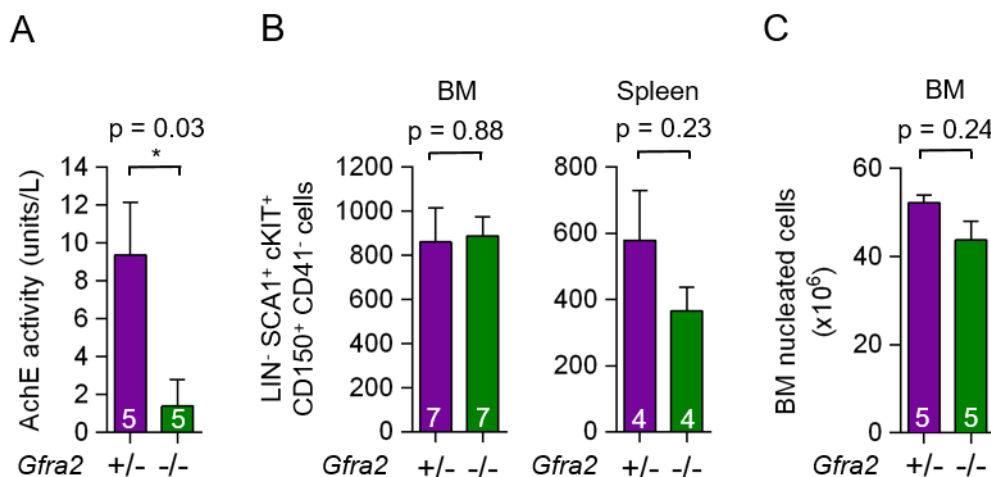 A
p = 0.03
*
AchE activity (units/L)
14
12
10
8
6
4
2
0
5 5
Gfra2 +/- -/-
B
BM
p = 0.88
LIN⁻ SCA1⁺ cKIT⁺
CD150⁺ CD41⁻ cells
1200
1000
800
600
400
200
0
7 7
Gfra2 +/- -/-
Spleen
p = 0.23
800
600
400
200
0
4 4
+/- -/-
C
BM
p = 0.24
BM nucleated cells
(x10⁶)
60
40
20
0
5 5
Gfra2 +/- -/-